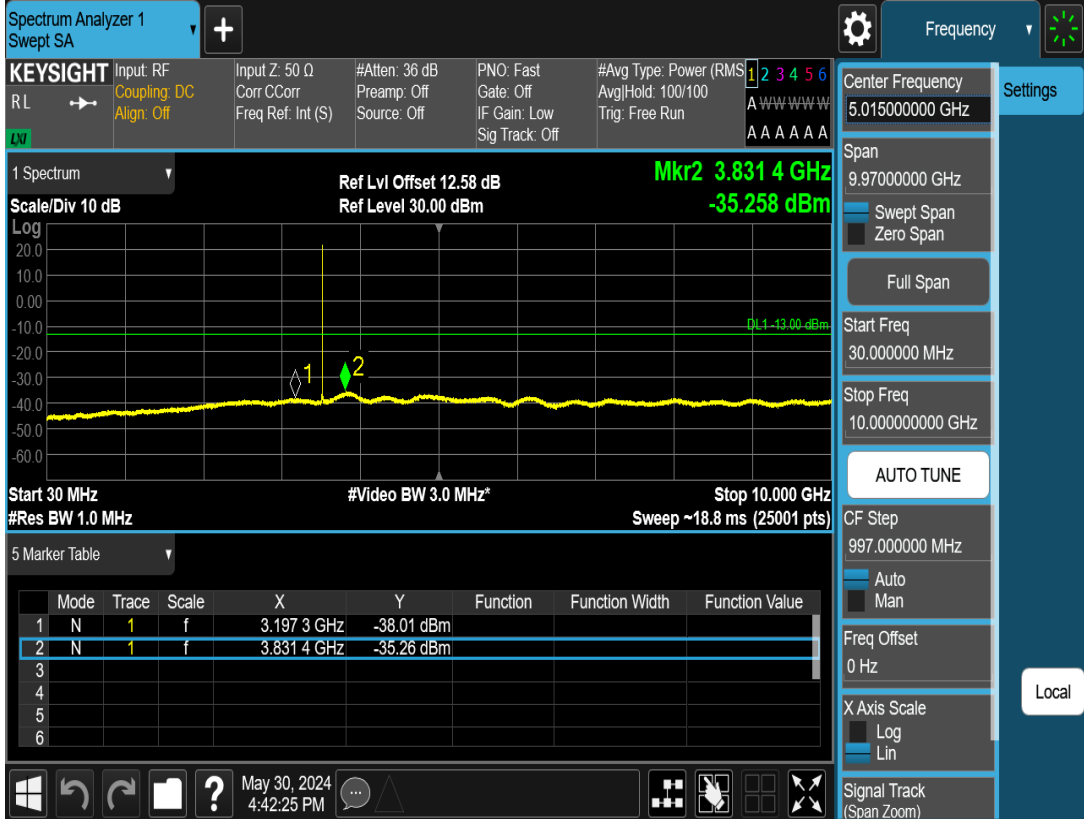 Spectrum Analyzer 1
Swept SA
+
Frequency
KEYSIGHT
RL
LXI
Input: RF
Coupling: DC
Align: Off
Input Z: 50 Ω
Corr CCorr
Freq Ref: Int (S)
#Atten: 36 dB
Preamp: Off
Source: Off
PNO: Fast
Gate: Off
IF Gain: Low
Sig Track: Off
#Avg Type: Power (RMS
Avg|Hold: 100/100
Trig: Free Run
1 2 3 4 5 6
A W W W W W
A A A A A A
1 Spectrum
Scale/Div 10 dB
Log
Ref Lvl Offset 12.58 dB
Ref Level 30.00 dBm
Mkr2 3.831 4 GHz
-35.258 dBm
20.0
10.0
0.00
-10.0
-20.0
-30.0
-40.0
-50.0
-60.0
DL1 -13.00 dBm
1
2
Start 30 MHz
#Video BW 3.0 MHz*
Stop 10.000 GHz
#Res BW 1.0 MHz
Sweep ~18.8 ms (25001 pts)
5 Marker Table
Mode Trace Scale X Y Function Function Width Function Value
1 N 1 f 3.197 3 GHz -38.01 dBm
2 N 1 f 3.831 4 GHz -35.26 dBm
3
4
5
6
?
May 30, 2024
4:42:25 PM
Center Frequency
5.015000000 GHz
Settings
Span
9.97000000 GHz
Swept Span
Zero Span
Full Span
Start Freq
30.000000 MHz
Stop Freq
10.000000000 GHz
AUTO TUNE
CF Step
997.000000 MHz
Auto
Man
Freq Offset
0 Hz
Local
X Axis Scale
Log
Lin
Signal Track
(Span Zoom)